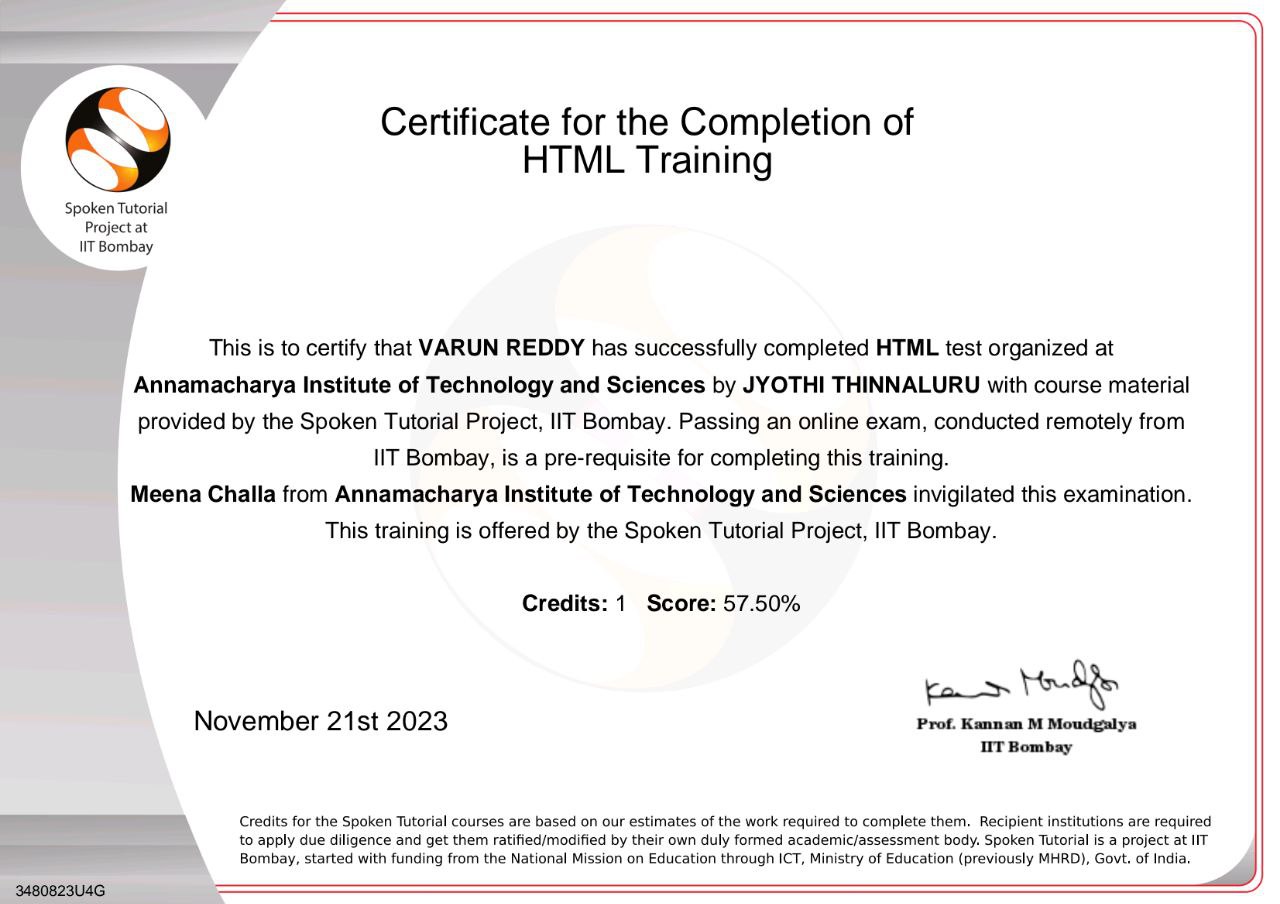 Spoken Tutorial
Project at
IIT Bombay
Certificate for the Completion of
HTML Training
This is to certify that VARUN REDDY has successfully completed HTML test organized at
Annamacharya Institute of Technology and Sciences by JYOTHI THINNALURU with course material
provided by the Spoken Tutorial Project, IIT Bombay. Passing an online exam, conducted remotely from
IIT Bombay, is a pre-requisite for completing this training.
Meena Challa from Annamacharya Institute of Technology and Sciences invigilated this examination.
This training is offered by the Spoken Tutorial Project, IIT Bombay.
Credits: 1 Score: 57.50%
November 21st 2023
Prof. Kannan M Moudgalya
IIT Bombay
Credits for the Spoken Tutorial courses are based on our estimates of the work required to complete them. Recipient institutions are required
to apply due diligence and get them ratified/modified by their own duly formed academic/assessment body. Spoken Tutorial is a project at IIT
Bombay, started with funding from the National Mission on Education through ICT, Ministry of Education (previously MHRD), Govt. of India.
3480823U4G